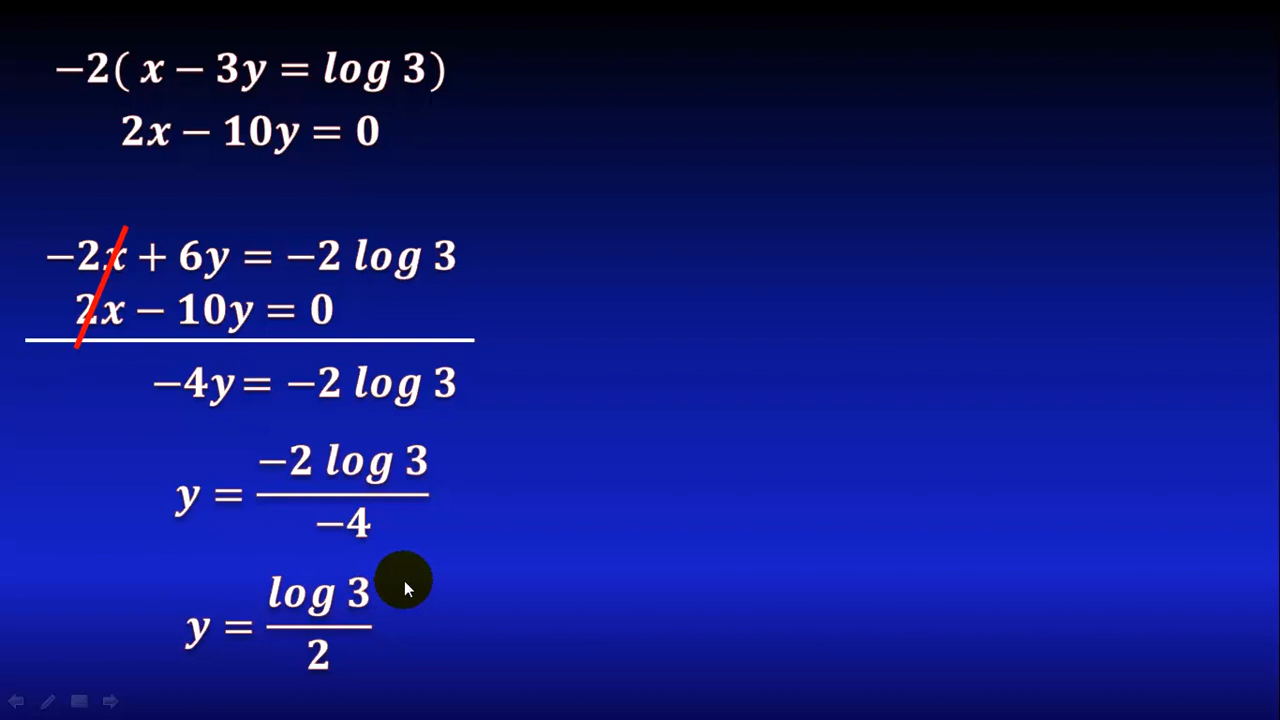 −2( x − 3y = log 3)
2x − 10y = 0
−2x + 6y = −2 log 3
2x − 10y = 0
−4y = −2 log 3
y = −2 log 3 / −4
y = log 3 / 2